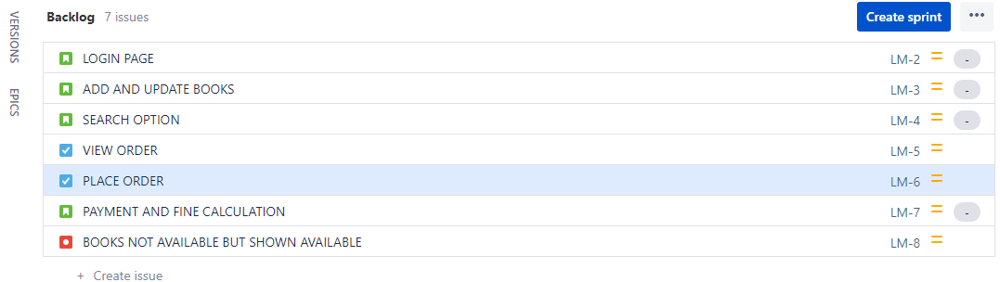 VERSIONS
EPICS
Backlog 7 issues
Create sprint
LOGIN PAGE LM-2 -
ADD AND UPDATE BOOKS LM-3 -
SEARCH OPTION LM-4 -
VIEW ORDER LM-5
PLACE ORDER LM-6
PAYMENT AND FINE CALCULATION LM-7 -
BOOKS NOT AVAILABLE BUT SHOWN AVAILABLE LM-8
+ Create issue